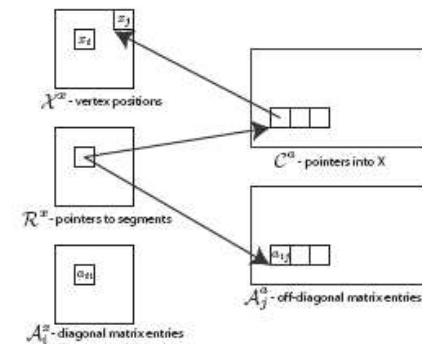 x_j
x_i
𝒳^x - vertex positions
𝒞^a - pointers into X
ℛ^x - pointers to segments
a_ij
a_ii
𝒜_j^a - off-diagonal matrix entries
𝒜_i^x - diagonal matrix entries